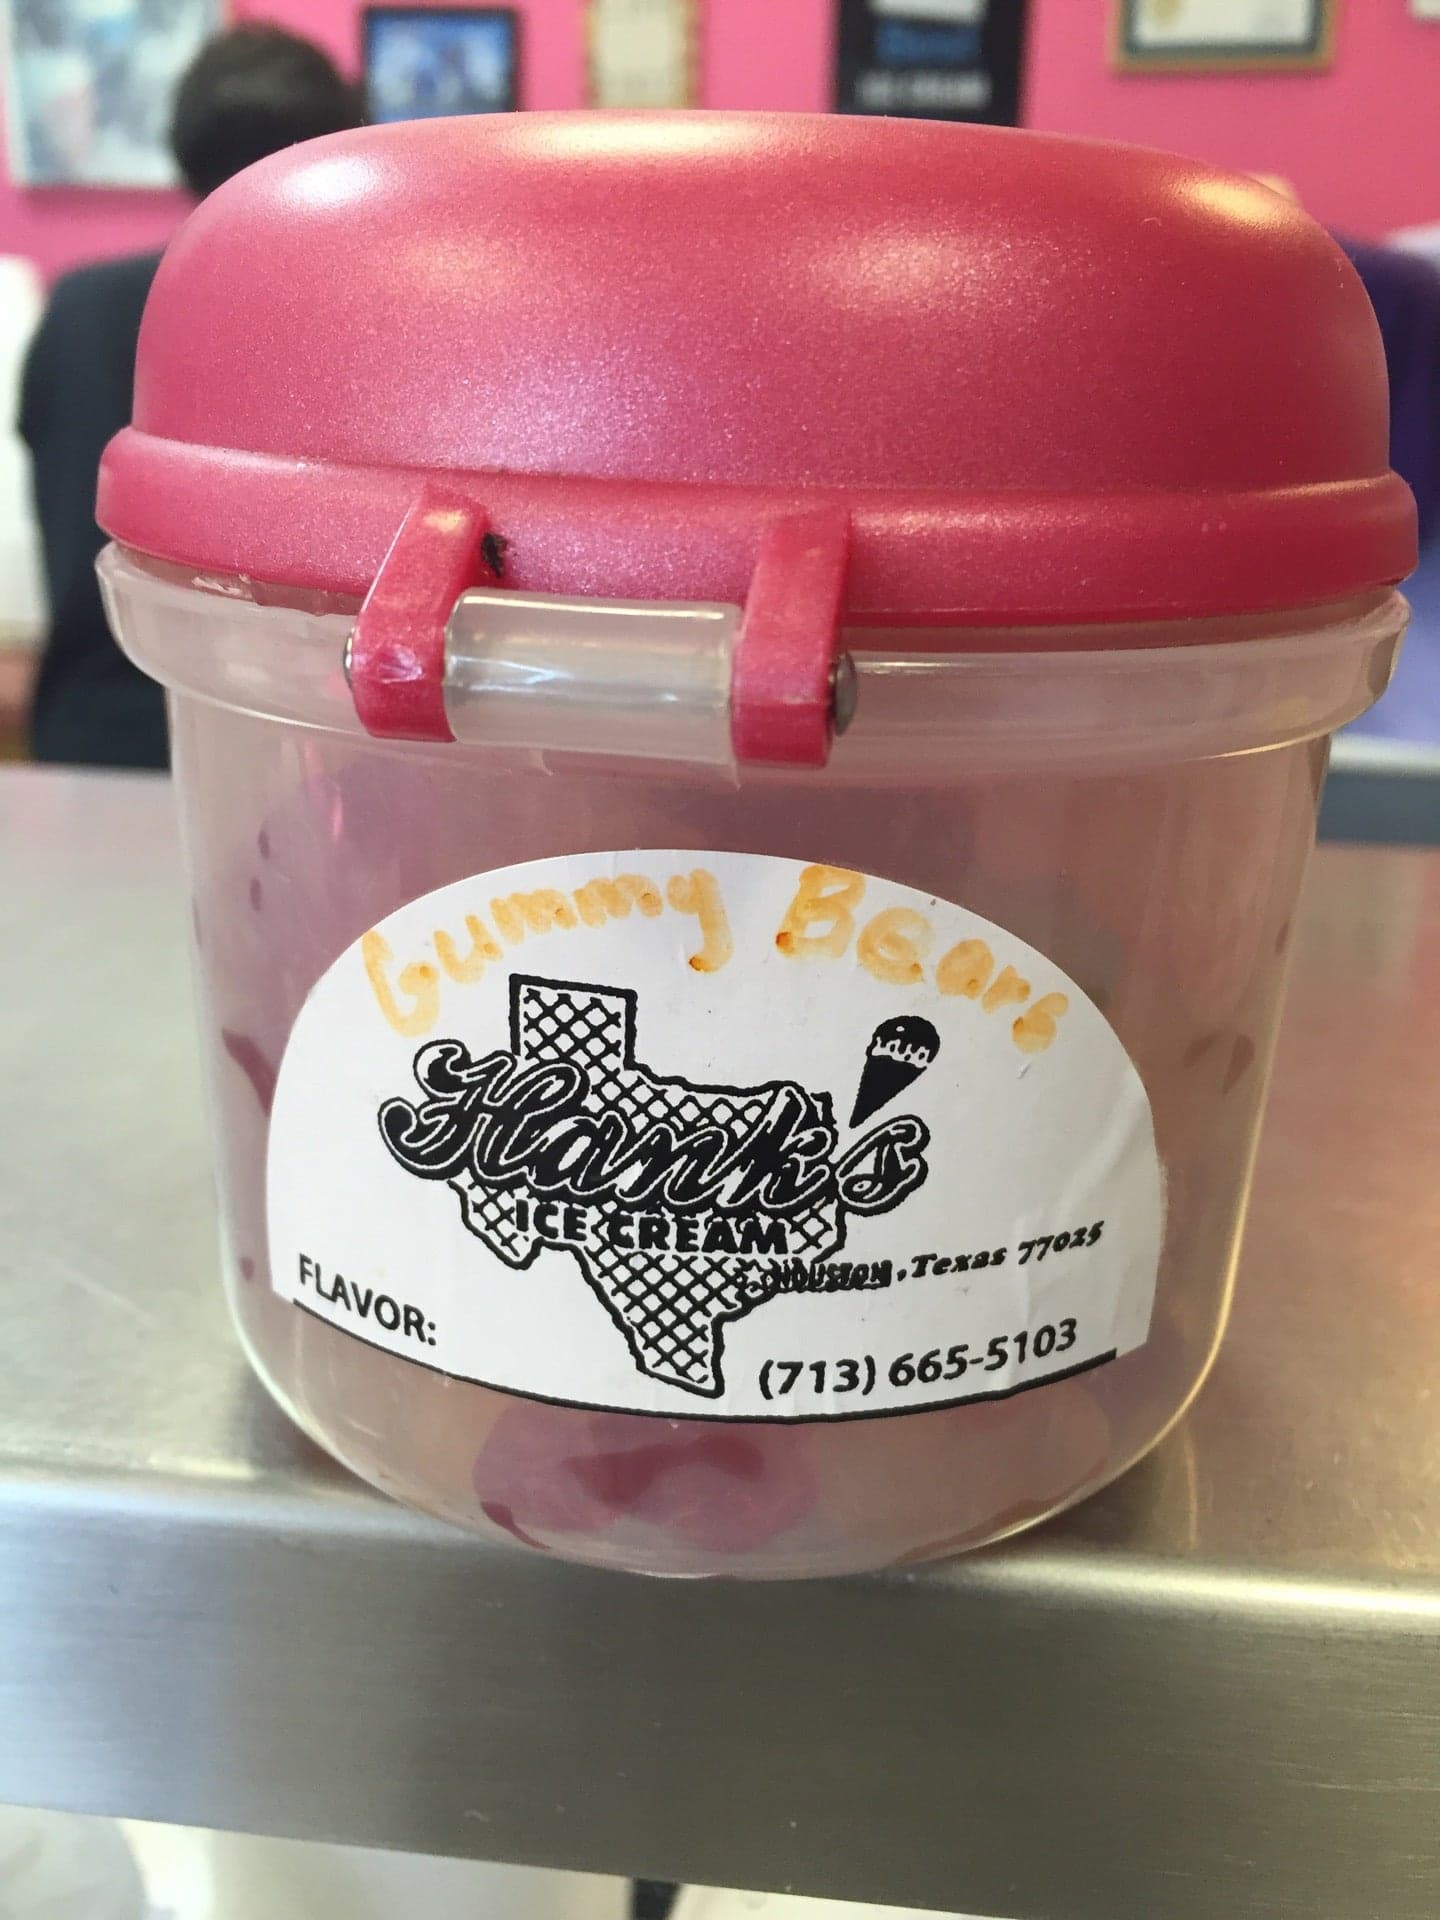 Gummy Bears
Hank's
ICE CREAM
Houston, Texas 77025
FLAVOR:
(713) 665-5103